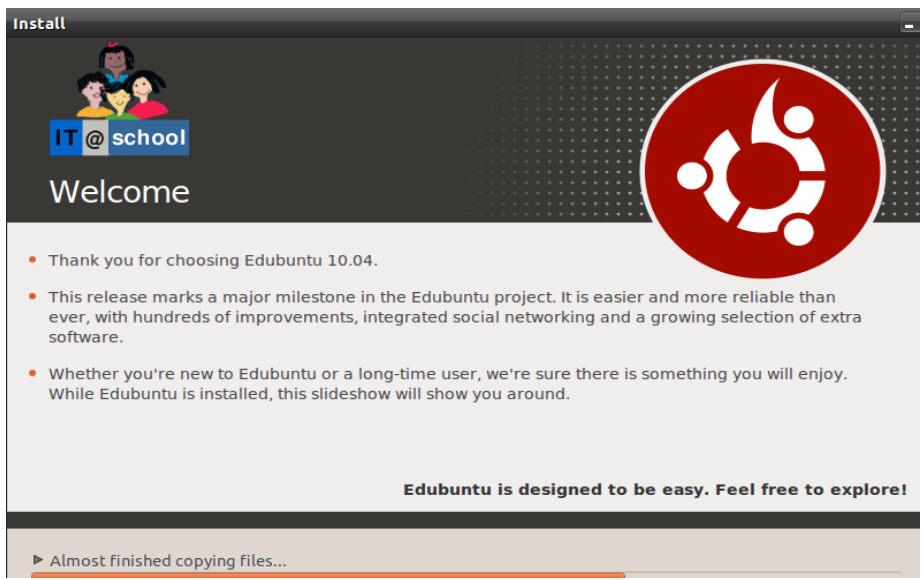 Install
IT @ school
Welcome
Thank you for choosing Edubuntu 10.04.
This release marks a major milestone in the Edubuntu project. It is easier and more reliable than
ever, with hundreds of improvements, integrated social networking and a growing selection of extra
software.
Whether you're new to Edubuntu or a long-time user, we're sure there is something you will enjoy.
While Edubuntu is installed, this slideshow will show you around.
Edubuntu is designed to be easy. Feel free to explore!
Almost finished copying files...